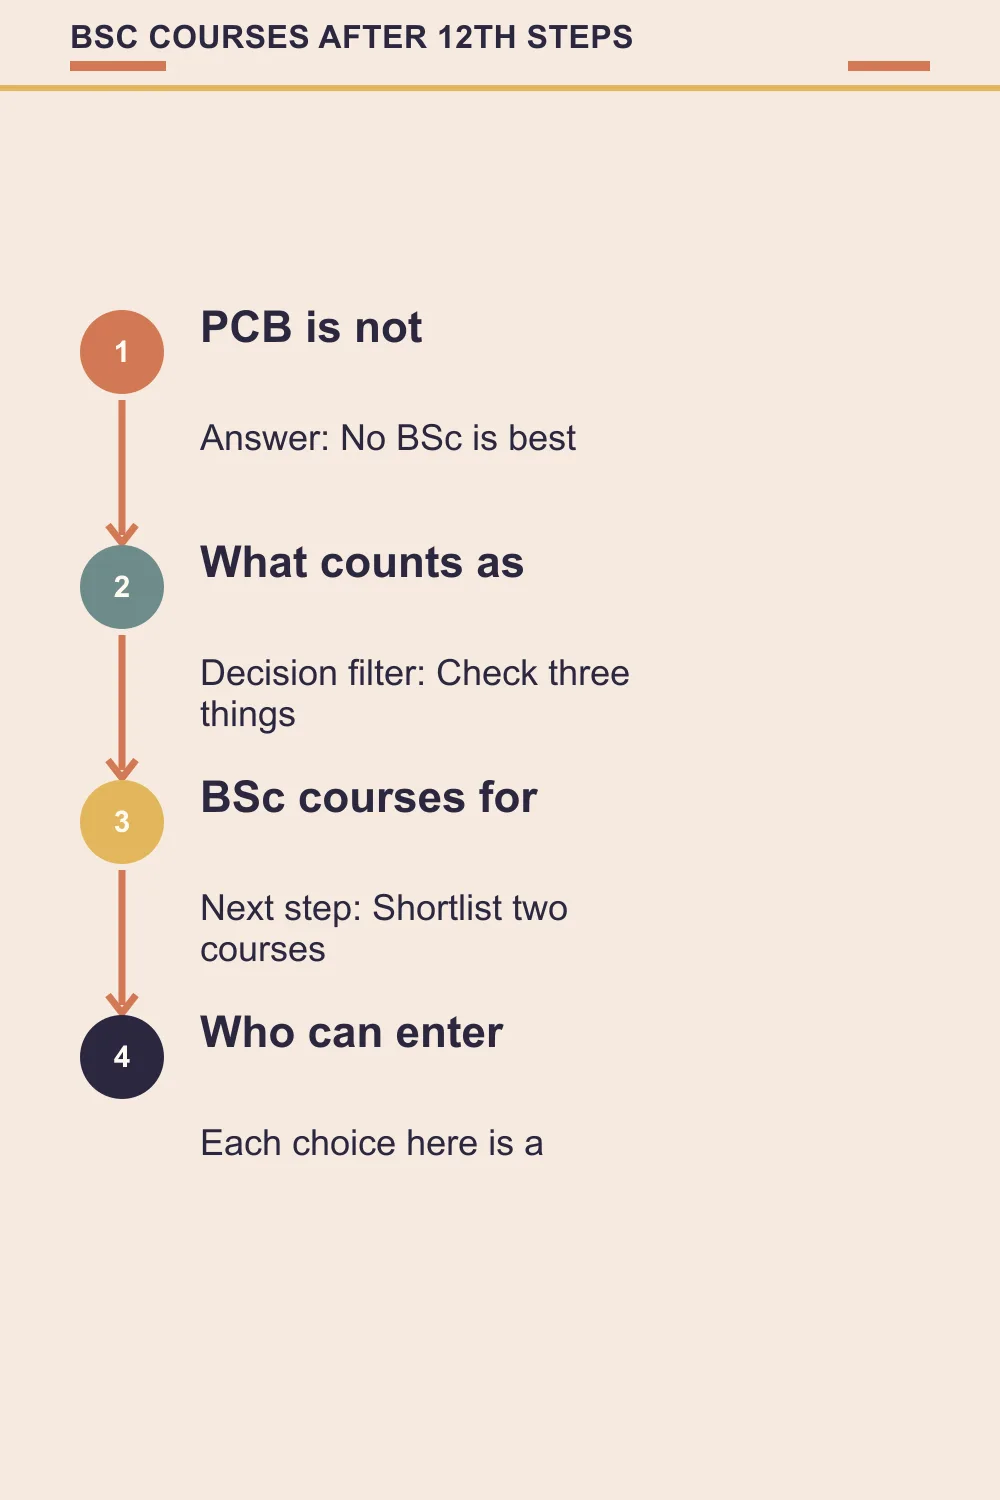 BSC COURSES AFTER 12TH STEPS
1
PCB is not
Answer: No BSc is best
2
What counts as
Decision filter: Check three
things
3
BSc courses for
Next step: Shortlist two
courses
4
Who can enter
Each choice here is a